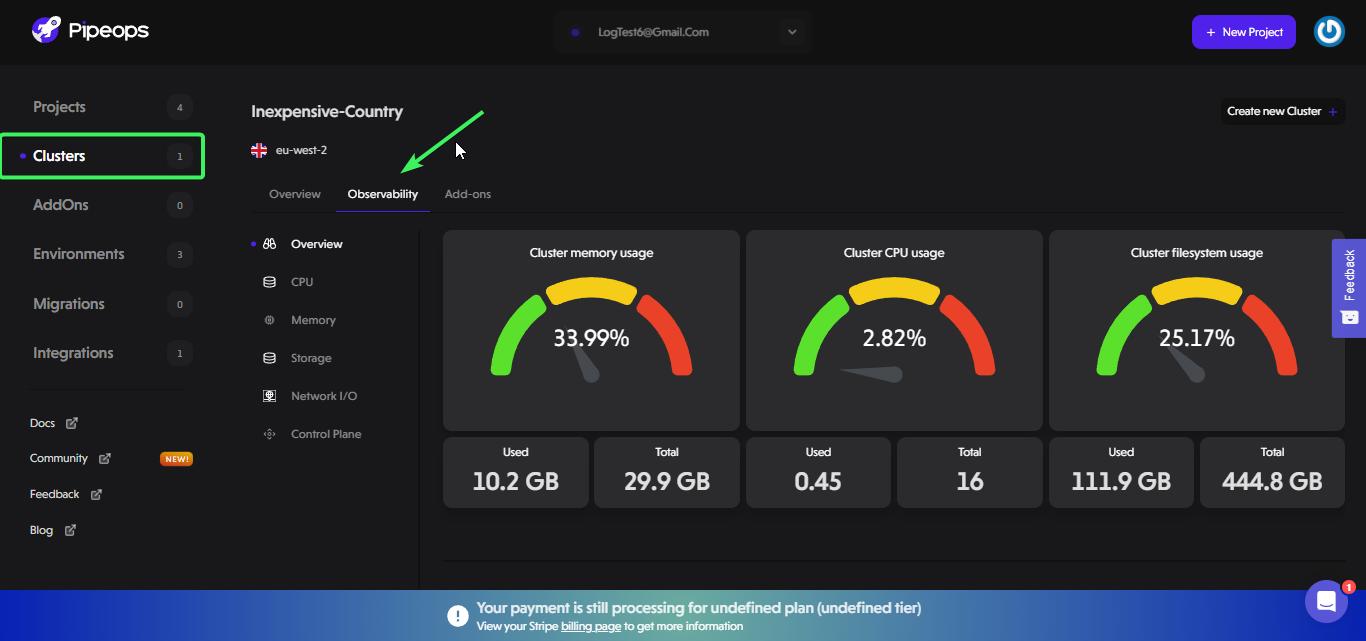 Pipeops
LogTest6@Gmail.Com
+ New Project
Projects 4
Clusters 1
AddOns 0
Environments 3
Migrations 0
Integrations 1
Docs
Community NEW!
Feedback
Blog
Inexpensive-Country
Create new Cluster +
eu-west-2
Overview Observability Add-ons
Overview
CPU
Memory
Storage
Network I/O
Control Plane
Cluster memory usage
33.99%
Used
10.2 GB
Total
29.9 GB
Cluster CPU usage
2.82%
Used
0.45
Total
16
Cluster filesystem usage
25.17%
Used
111.9 GB
Total
444.8 GB
Feedback
Your payment is still processing for undefined plan (undefined tier)
View your Stripe billing page to get more information
1